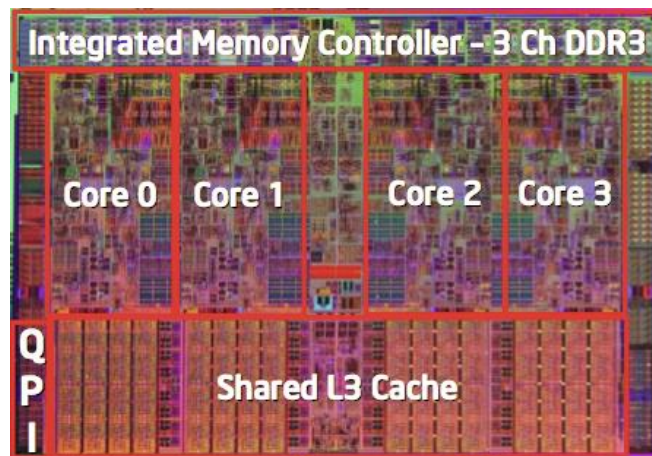 Integrated Memory Controller - 3 Ch DDR3
Core 0
Core 1
Core 2
Core 3
Q
P
I
Shared L3 Cache